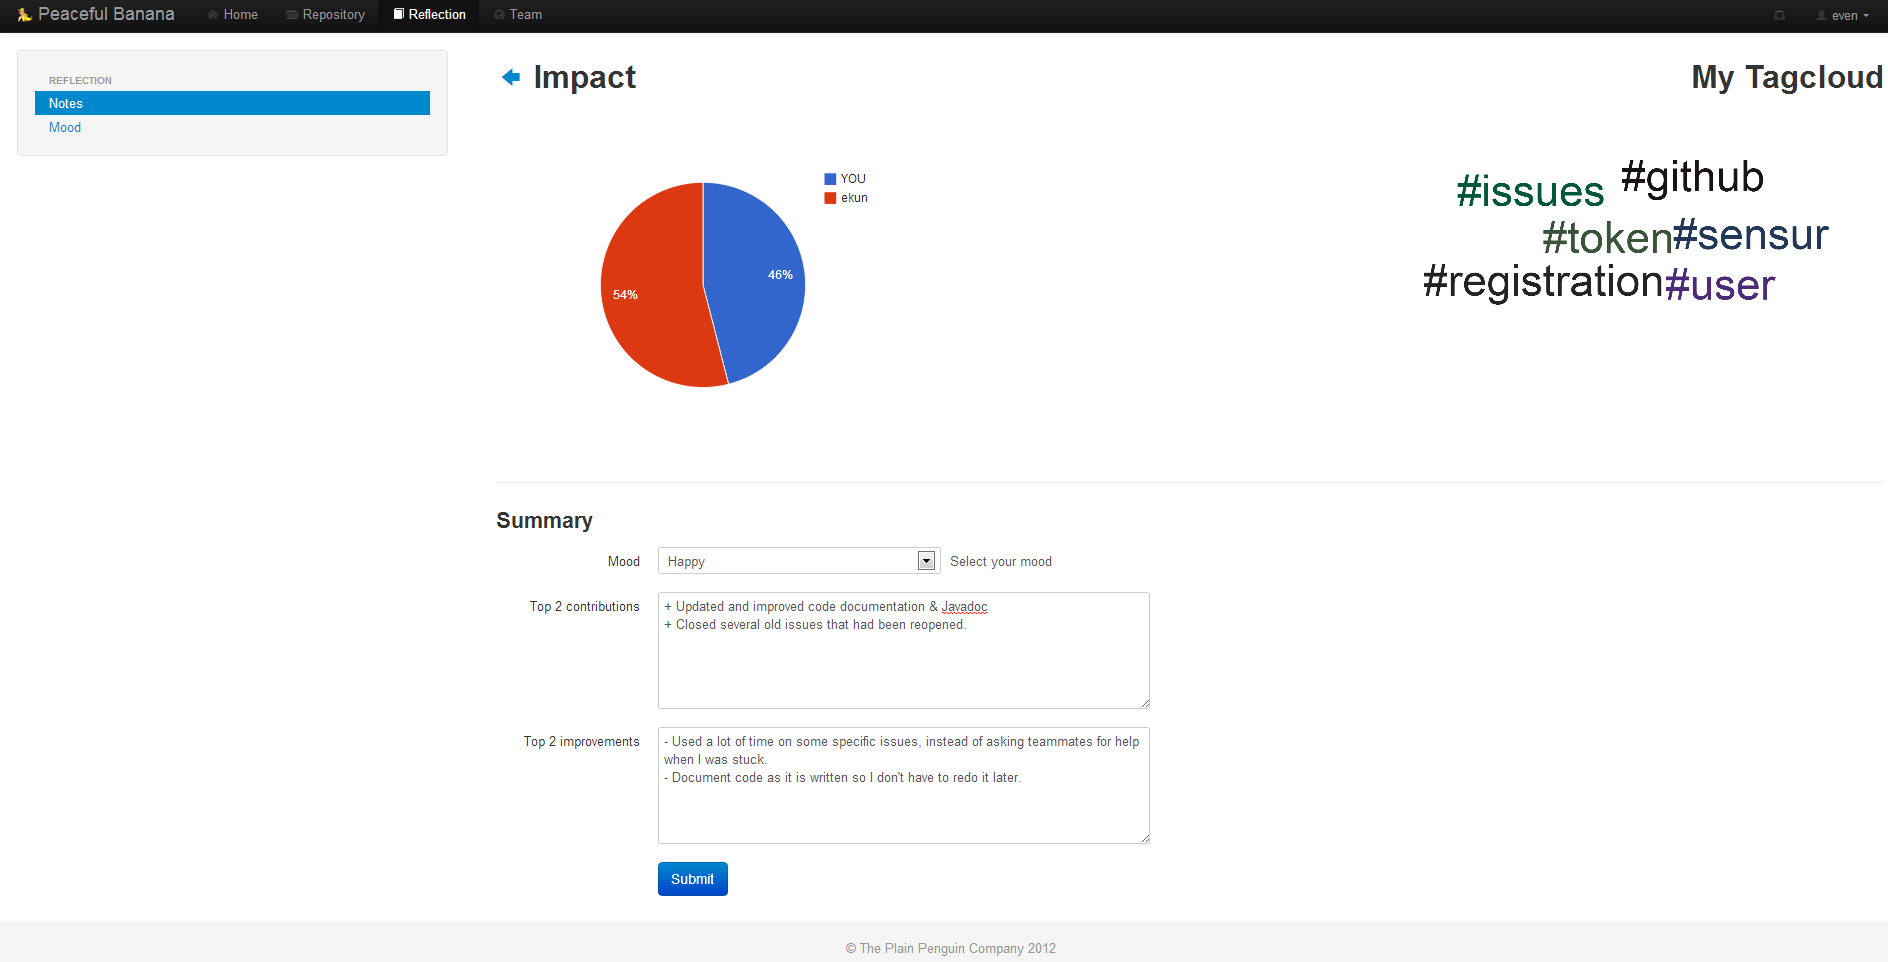 Peaceful Banana Home Repository Reflection Team even
REFLECTION
Notes
Mood
Impact
My Tagcloud
YOU
ekun
46%
54%
#issues #github
#token #sensur
#registration #user
Summary
Mood Happy Select your mood
Top 2 contributions
+ Updated and improved code documentation & Javadoc
+ Closed several old issues that had been reopened.
Top 2 improvements
- Used a lot of time on some specific issues, instead of asking teammates for help
when I was stuck.
- Document code as it is written so I don't have to redo it later.
Submit
© The Plain Penguin Company 2012